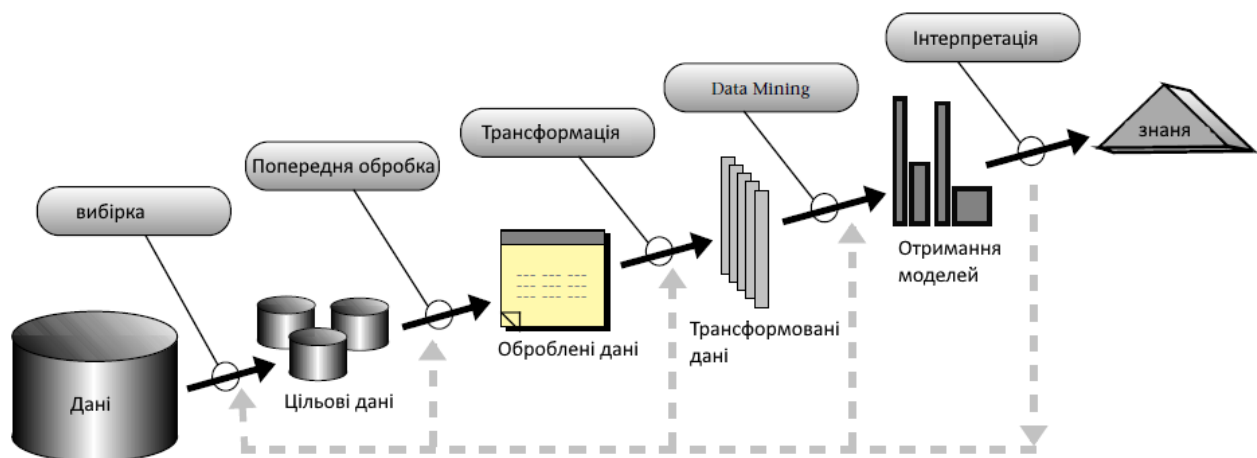 Інтерпретація
Data Mining
Трансформація
Попередня обробка
вибірка
знаня
Отримання
моделей
Трансформовані
дані
Оброблені дані
Цільові дані
Дані